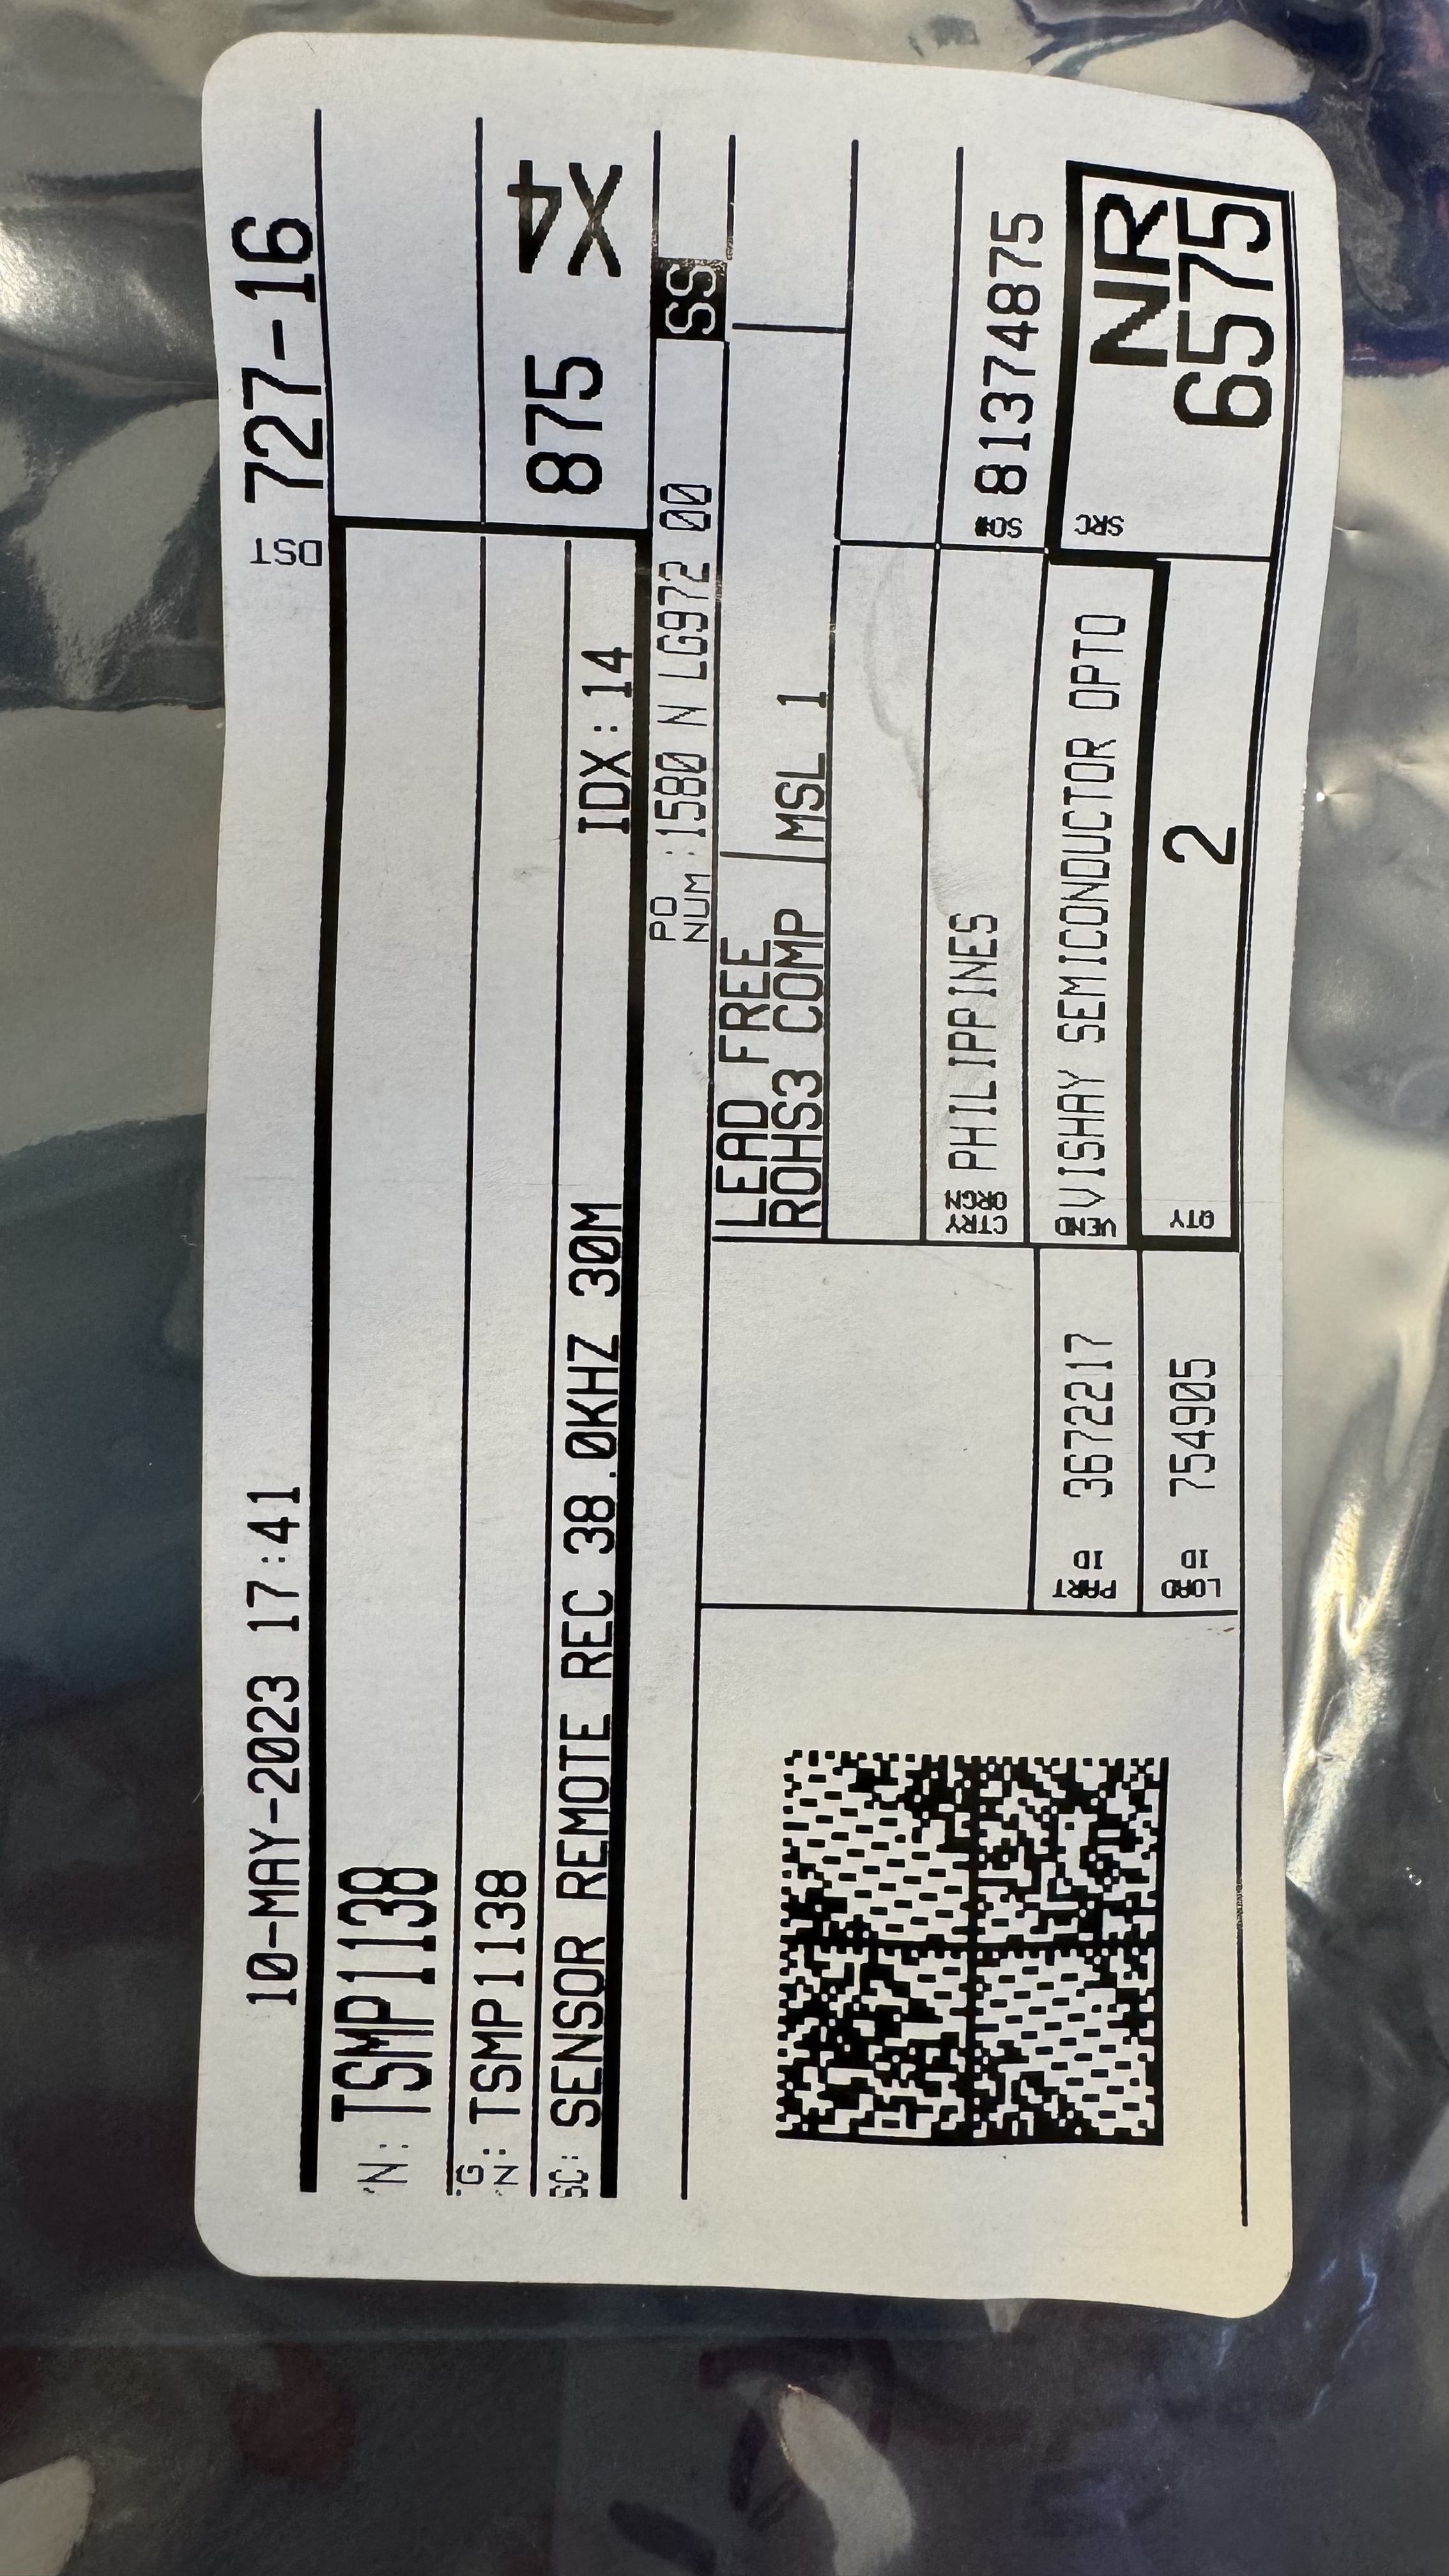 10-MAY-2023 17:41
DST 727-16
N: TSMP1138
G
N: TSMP1138
875 X4
SC: SENSOR REMOTE REC 38.0KHZ 30M IDX:14
PO
NUM: 1580 N LG972 00 SS
LEAD FREE
ROHS3 COMP MSL 1
CTRY
ORGN PHILIPPINES
SO# 81374875
PART
ID 3672217
VEND VISHAY SEMICONDUCTOR OPTO
SRC NR
6575
LOAD
ID 754905
QTY 2